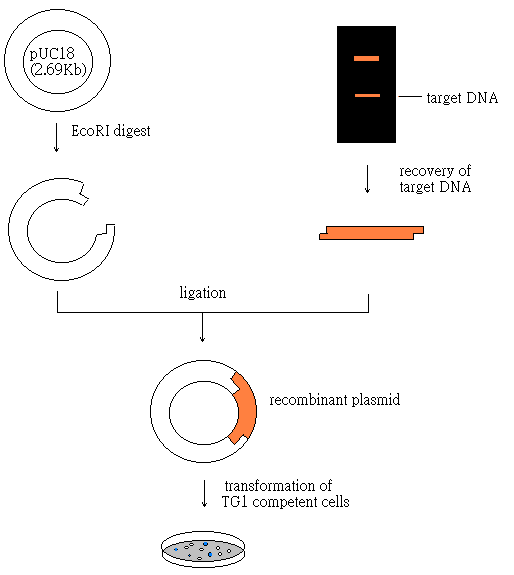 pUC18
(2.69Kb)
target DNA
EcoRI digest
recovery of
target DNA
ligation
recombinant plasmid
transformation of
TG1 competent cells